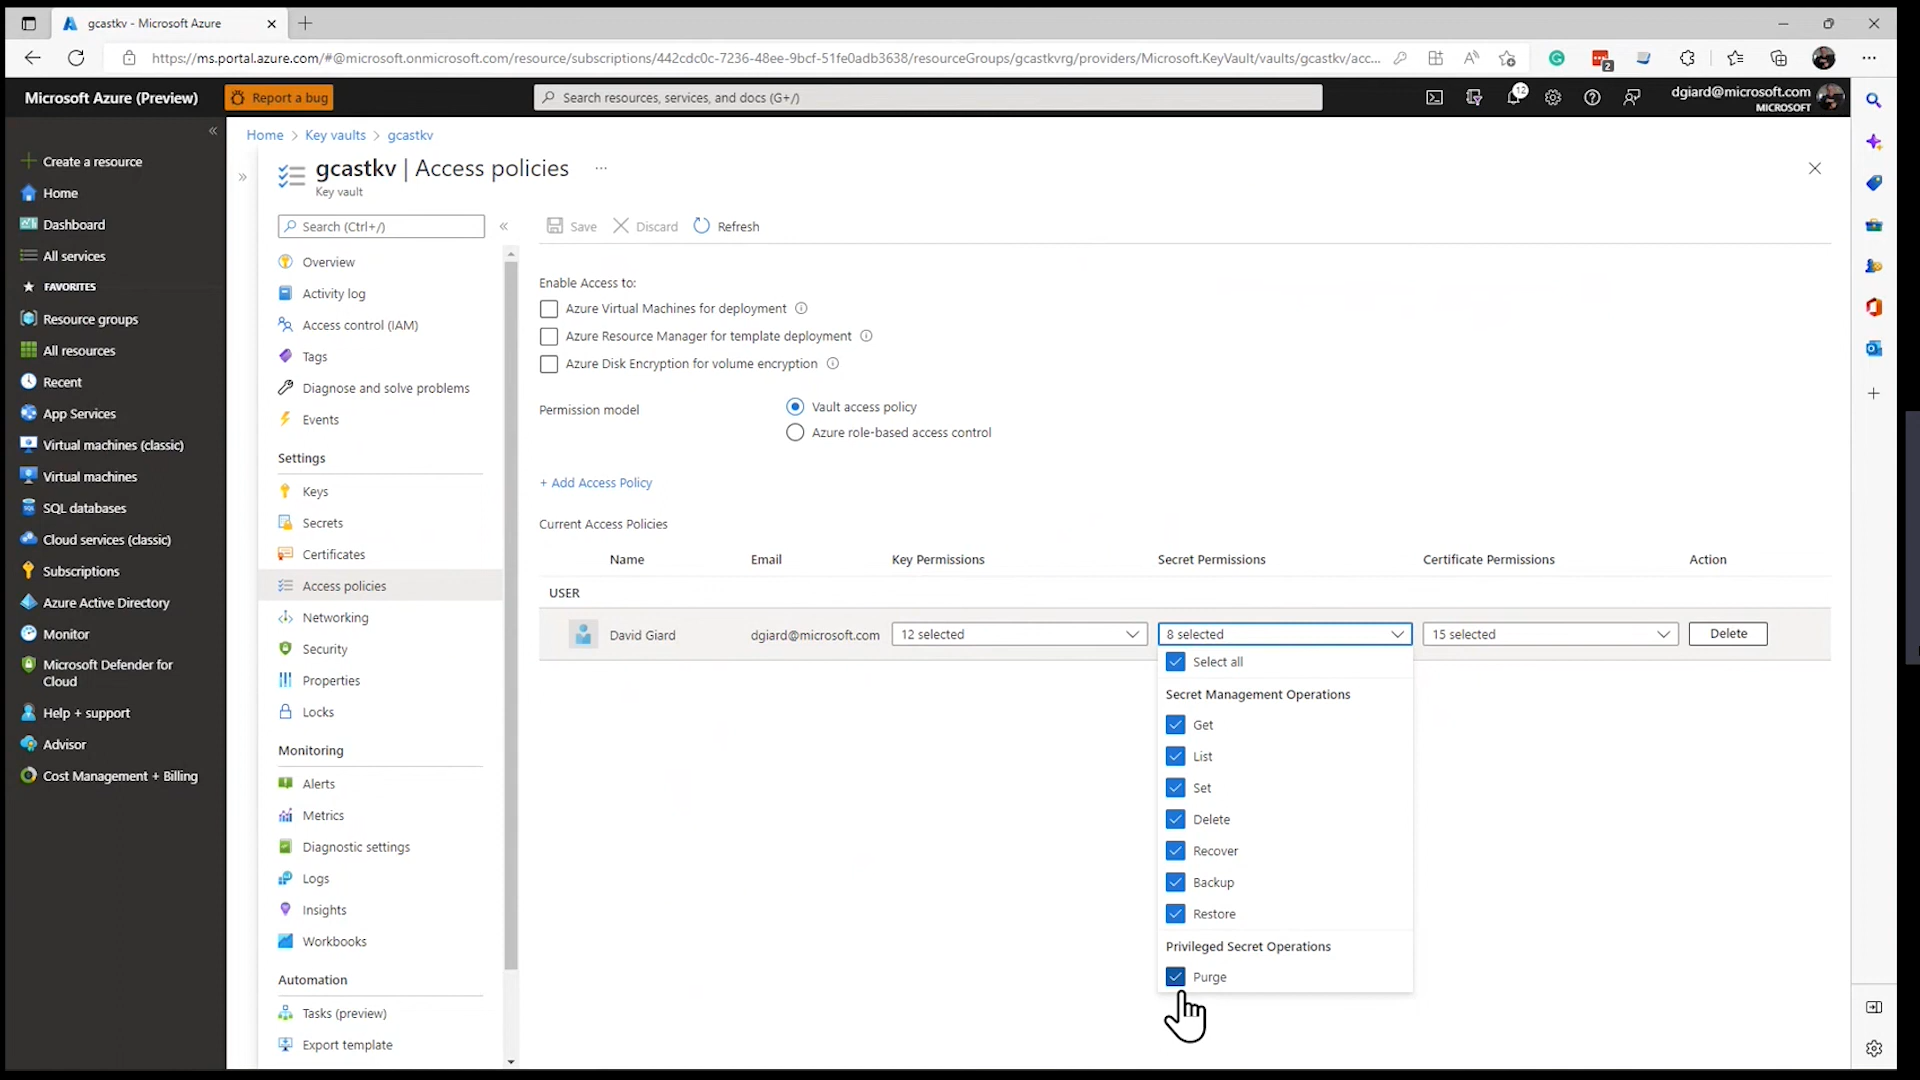 gcastkv - Microsoft Azure
https://ms.portal.azure.com/#@microsoft.onmicrosoft.com/resource/subscriptions/442cdc0c-7236-48ee-9bcf-51fe0adb3638/resourceGroups/gcastkvrg/providers/Microsoft.KeyVault/vaults/gcastkv/acc...
2
Microsoft Azure (Preview)
Report a bug
Search resources, services, and docs (G+/)
12
dgiard@microsoft.com
MICROSOFT
Create a resource
Home
Dashboard
All services
FAVORITES
Resource groups
All resources
Recent
App Services
Virtual machines (classic)
Virtual machines
SQL databases
Cloud services (classic)
Subscriptions
Azure Active Directory
Monitor
Microsoft Defender for
Cloud
Help + support
Advisor
Cost Management + Billing
Home > Key vaults > gcastkv
gcastkv | Access policies ...
Key vault
Search (Ctrl+/)
Overview
Activity log
Access control (IAM)
Tags
Diagnose and solve problems
Events
Settings
Keys
Secrets
Certificates
Access policies
Networking
Security
Properties
Locks
Monitoring
Alerts
Metrics
Diagnostic settings
Logs
Insights
Workbooks
Automation
Tasks (preview)
Export template
Save Discard Refresh
Enable Access to:
Azure Virtual Machines for deployment
Azure Resource Manager for template deployment
Azure Disk Encryption for volume encryption
Permission model
Vault access policy
Azure role-based access control
+ Add Access Policy
Current Access Policies
Name Email Key Permissions Secret Permissions Certificate Permissions Action
USER
David Giard dgiard@microsoft.com 12 selected 8 selected 15 selected Delete
Select all
Secret Management Operations
Get
List
Set
Delete
Recover
Backup
Restore
Privileged Secret Operations
Purge